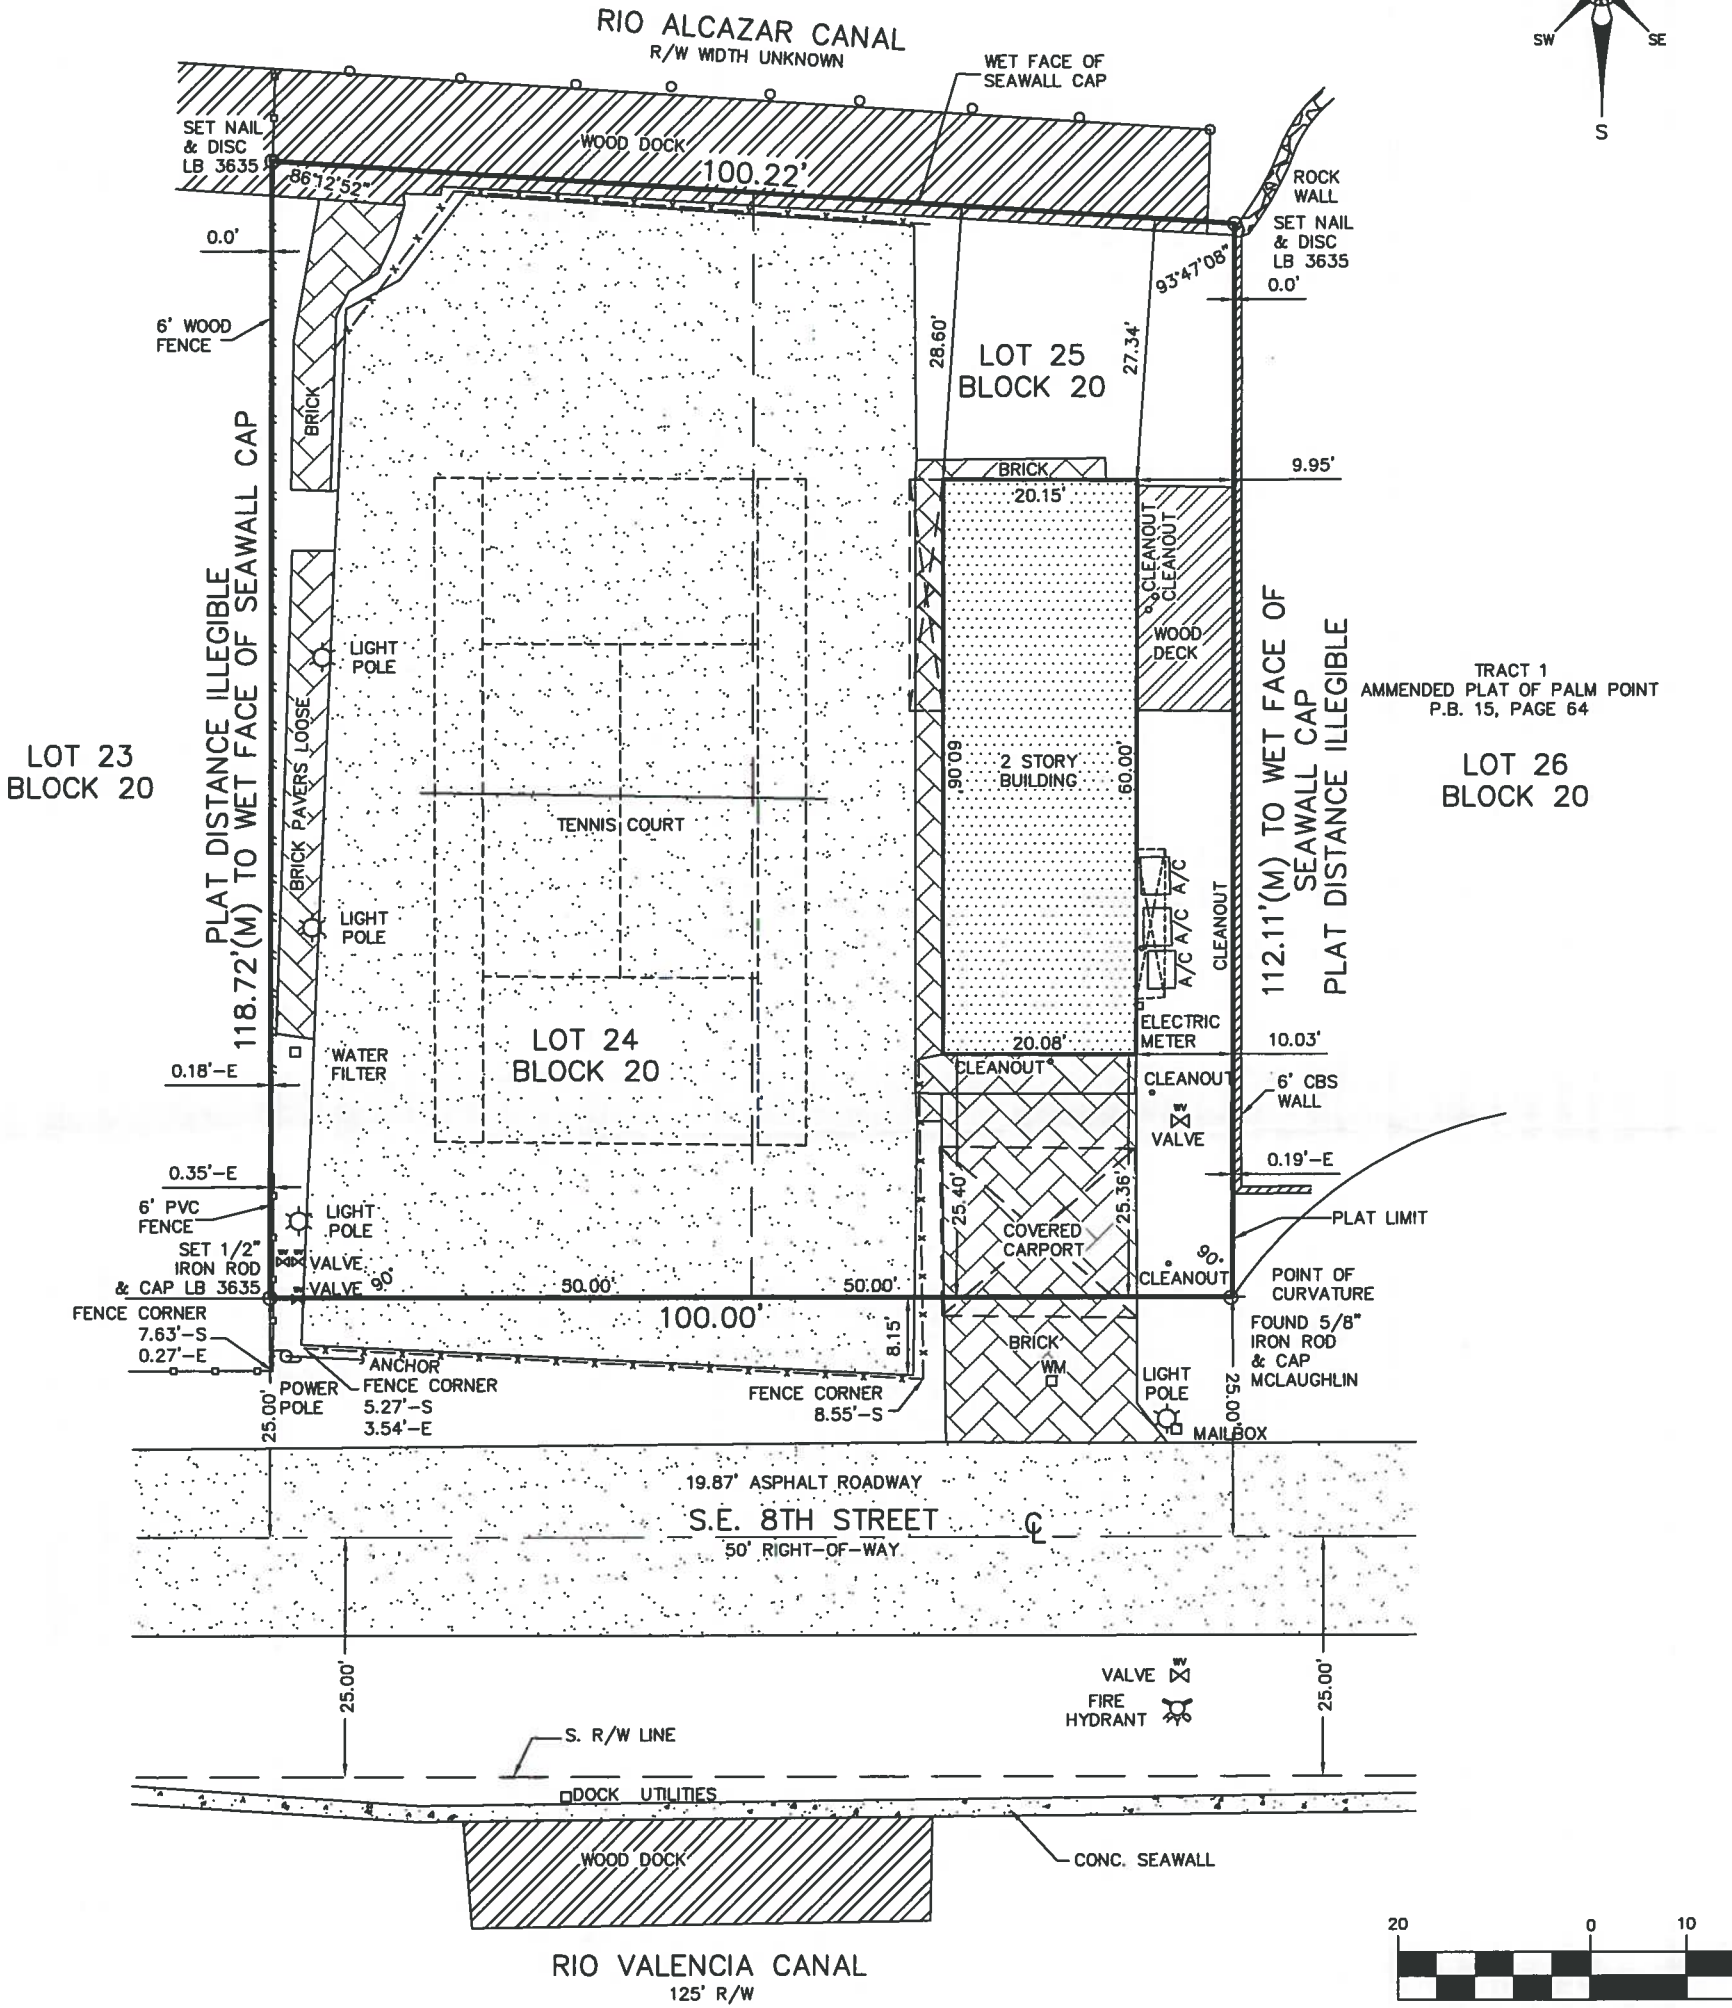 RIO ALCAZAR CANAL
R/W WIDTH UNKNOWN
WET FACE OF
SEAWALL CAP
SW
SE
S
SET NAIL
& DISC
LB 3635
WOOD DOCK
100.22'
86°12'52"
ROCK
WALL
SET NAIL
& DISC
LB 3635
93°47'08"
0.0'
0.0'
6' WOOD
FENCE
BRICK
28.60'
27.34'
LOT 25
BLOCK 20
BRICK
20.15'
9.95'
CLEANOUT
CLEANOUT
WOOD
DECK
PLAT DISTANCE ILLEGIBLE
118.72'(M) TO WET FACE OF SEAWALL CAP
LIGHT
POLE
BRICK PAVERS LOOSE
LOT 23
BLOCK 20
TENNIS COURT
60.06'
2 STORY
BUILDING
60.00'
112.11'(M) TO WET FACE OF
SEAWALL CAP
PLAT DISTANCE ILLEGIBLE
TRACT 1
AMMENDED PLAT OF PALM POINT
P.B. 15, PAGE 64
LOT 26
BLOCK 20
LIGHT
POLE
A/C
A/C
A/C
CLEANOUT
LOT 24
BLOCK 20
WATER
FILTER
0.18'-E
20.08'
ELECTRIC
METER
10.03'
CLEANOUT
CLEANOUT
6' CBS
WALL
WV
VALVE
0.35'-E
0.19'-E
6' PVC
FENCE
LIGHT
POLE
25.40'
25.36'
COVERED
CARPORT
PLAT LIMIT
SET 1/2"
IRON ROD
& CAP LB 3635
VALVE
VALVE
90°
50.00'
50.00'
100.00'
90°
CLEANOUT
POINT OF
CURVATURE
FENCE CORNER
7.63'-S
0.27'-E
8.15'
BRICK
WM
FOUND 5/8"
IRON ROD
& CAP
MCLAUGHLIN
25.00'
POWER
POLE
ANCHOR
FENCE CORNER
5.27'-S
3.54'-E
FENCE CORNER
8.55'-S
LIGHT
POLE
25.00'
MAILBOX
19.87' ASPHALT ROADWAY
S.E. 8TH STREET
CL
50' RIGHT-OF-WAY
25.00'
25.00'
WV
VALVE
FIRE
HYDRANT
S. R/W LINE
DOCK UTILITIES
WOOD DOCK
CONC. SEAWALL
RIO VALENCIA CANAL
125' R/W
20 0 10